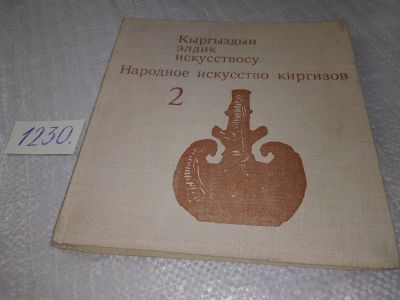 Кыргыздын
элдик
искусствосу
Народное искусство киргизов
2
1230.